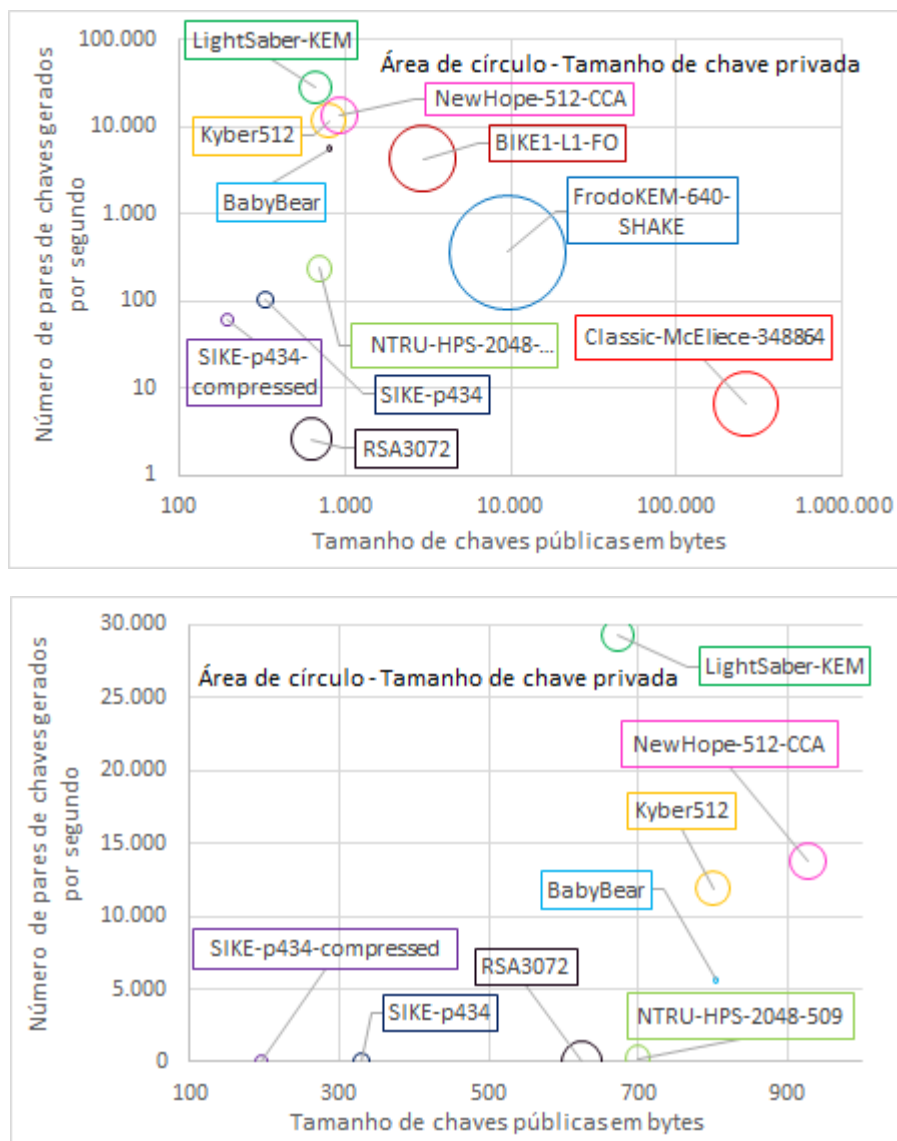 100.000
10.000
1.000
100
10
1
Número de pares de chaves gerados
por segundo
LightSaber-KEM
Área de círculo - Tamanho de chave privada
NewHope-512-CCA
Kyber512
BIKE1-L1-FO
BabyBear
FrodoKEM-640-
SHAKE
NTRU-HPS-2048-...
Classic-McEliece-348864
SIKE-p434-
compressed
SIKE-p434
RSA3072
100
1.000
10.000
100.000
1.000.000
Tamanho de chaves públicas em bytes
30.000
25.000
20.000
15.000
10.000
5.000
0
Número de pares de chaves gerados
por segundo
LightSaber-KEM
Área de círculo - Tamanho de chave privada
NewHope-512-CCA
Kyber512
BabyBear
SIKE-p434-compressed
RSA3072
SIKE-p434
NTRU-HPS-2048-509
100
300
500
700
900
Tamanho de chaves públicas em bytes